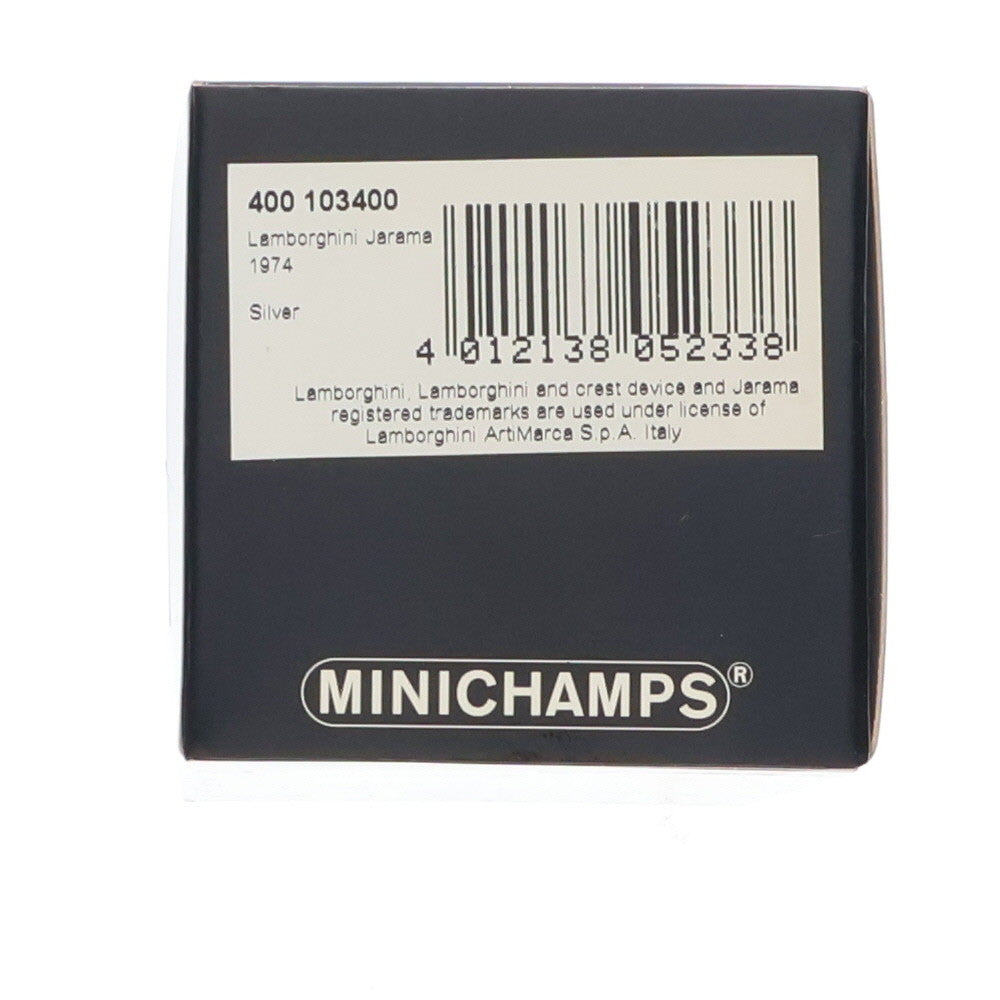 400 103400
Lamborghini Jarama
1974
Silver
4 012138 052338
Lamborghini, Lamborghini and crest device and Jarama
registered trademarks are used under license of
Lamborghini ArtiMarca S.p.A. Italy
MINICHAMPS®